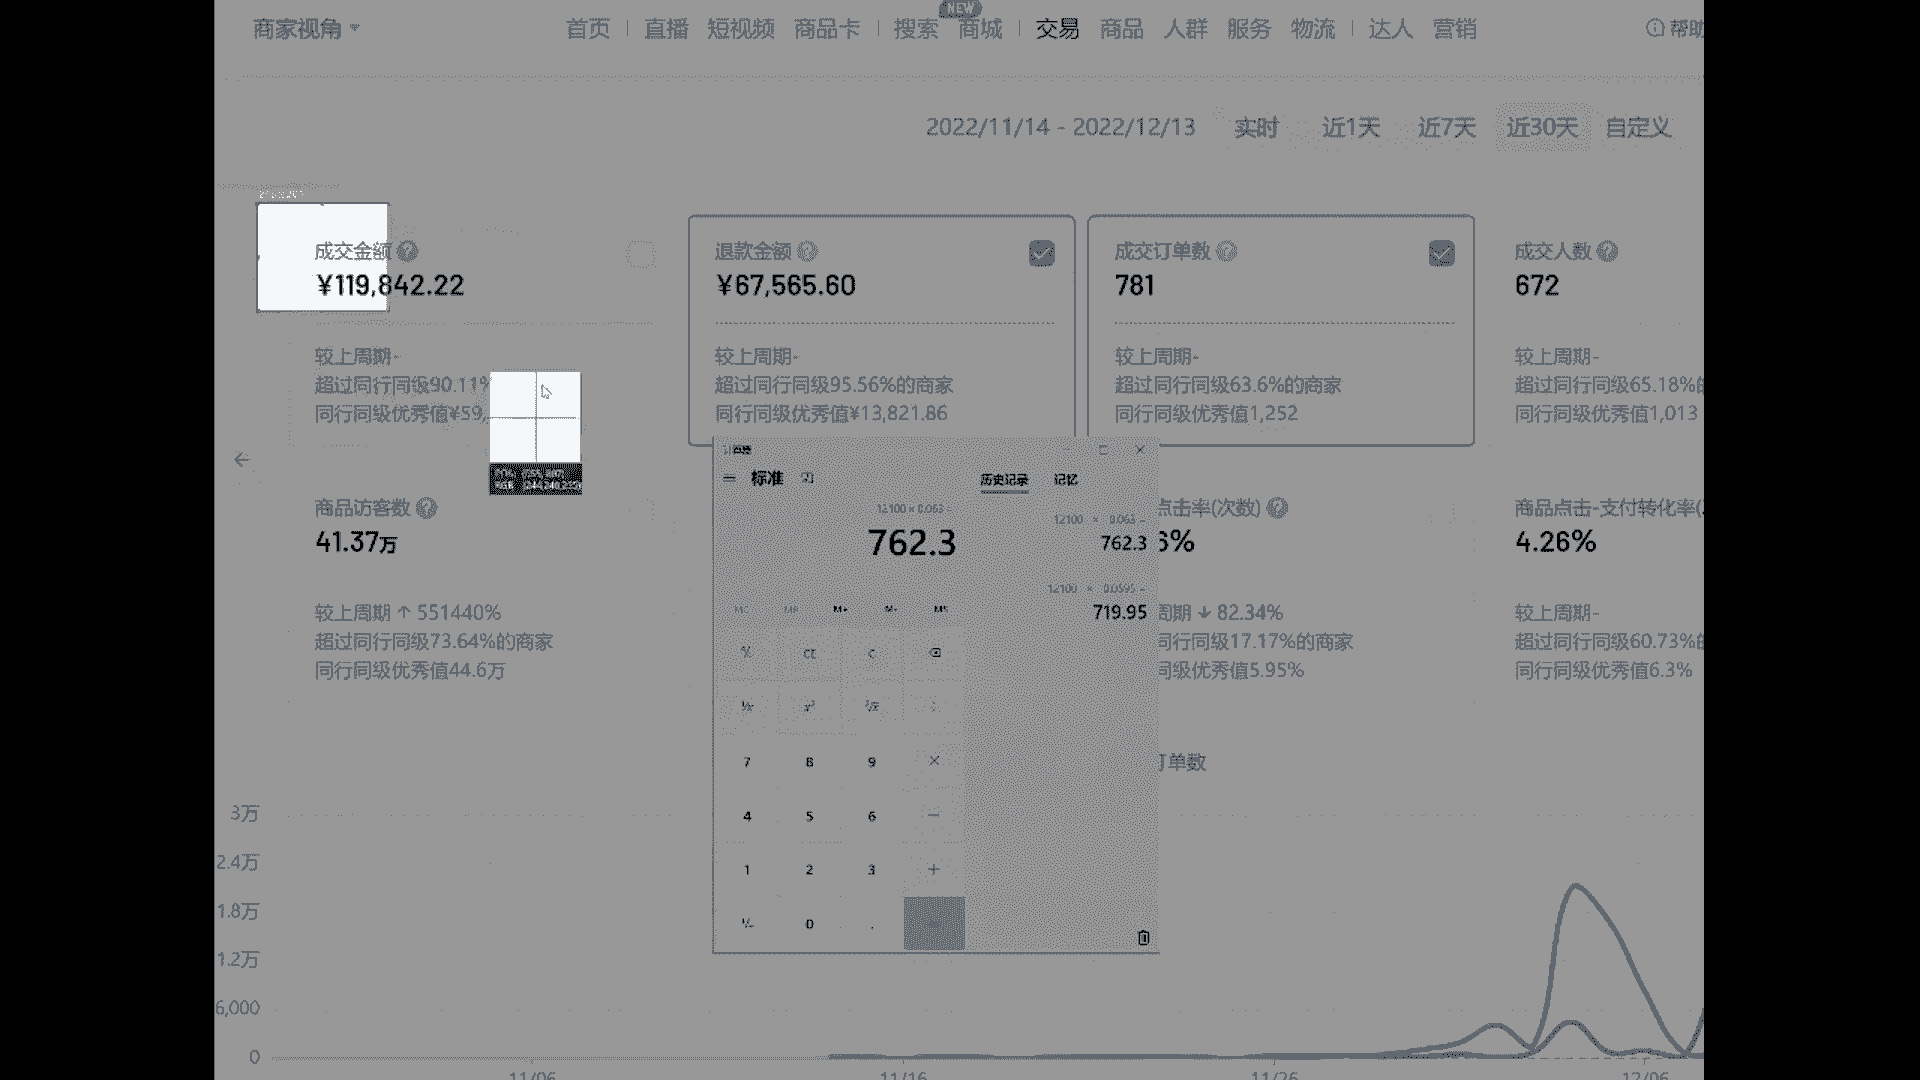 商家视角 首页 直播 短视频 商品卡 搜索 商城 NEW 交易 商品 人群 服务 物流 达人 营销 帮助
2022/11/14 - 2022/12/13 实时 近1天 近7天 近30天 自定义
成交金额 退款金额 成交订单数 成交人数
¥119,842.22 ¥67,565.60 781 672
较上周期- 较上周期- 较上周期- 较上周期-
超过同行同级90.11% 超过同行同级95.56%的商家 超过同行同级63.6%的商家 超过同行同级65.18%
同行同级优秀值¥59, 同行同级优秀值¥13,821.86 同行同级优秀值1,252 同行同级优秀值1,013
标准 历史记录 记忆
商品访客数 点击率(次数) 商品点击-支付转化率
12100 × 0.063 =
762.3
12100 × 0.063 =
762.3
41.37万 6% 4.26%
12100 × 0.0595 =
719.95
M+ M- MS
较上周期 ↑ 551440% 周期 ↓ 82.34% 较上周期-
超过同行同级73.64%的商家 同行同级17.17%的商家 超过同行同级60.73%
同行同级优秀值44.6万 同级优秀值5.95% 同行同级优秀值6.3%
% CE C
7 8 9 ×
订单数
4 5 6 −
1 2 3 +
0 .
3万
2.4万
1.8万
1.2万
6,000
0
11/06 11/16 11/26 12/06